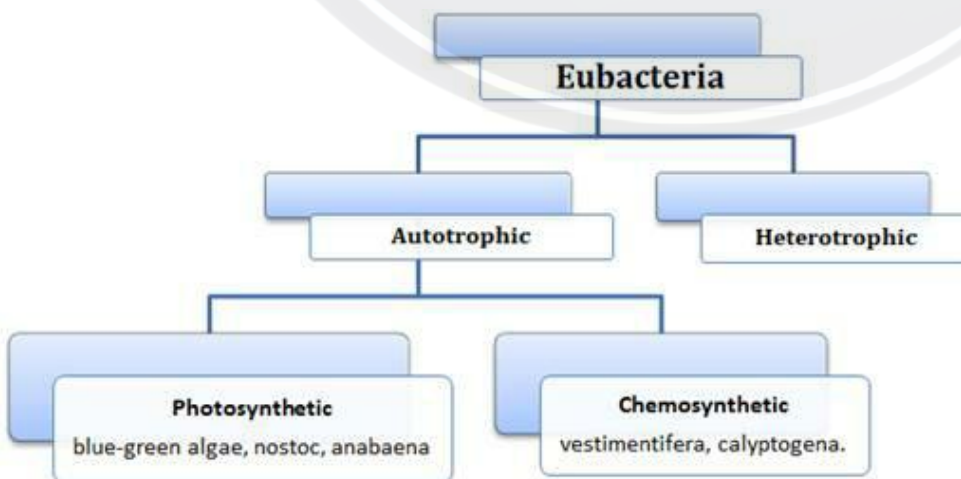 Eubacteria
Autotrophic
Heterotrophic
Photosynthetic
blue-green algae, nostoc, anabaena
Chemosynthetic
vestimentifera, calyptogena.